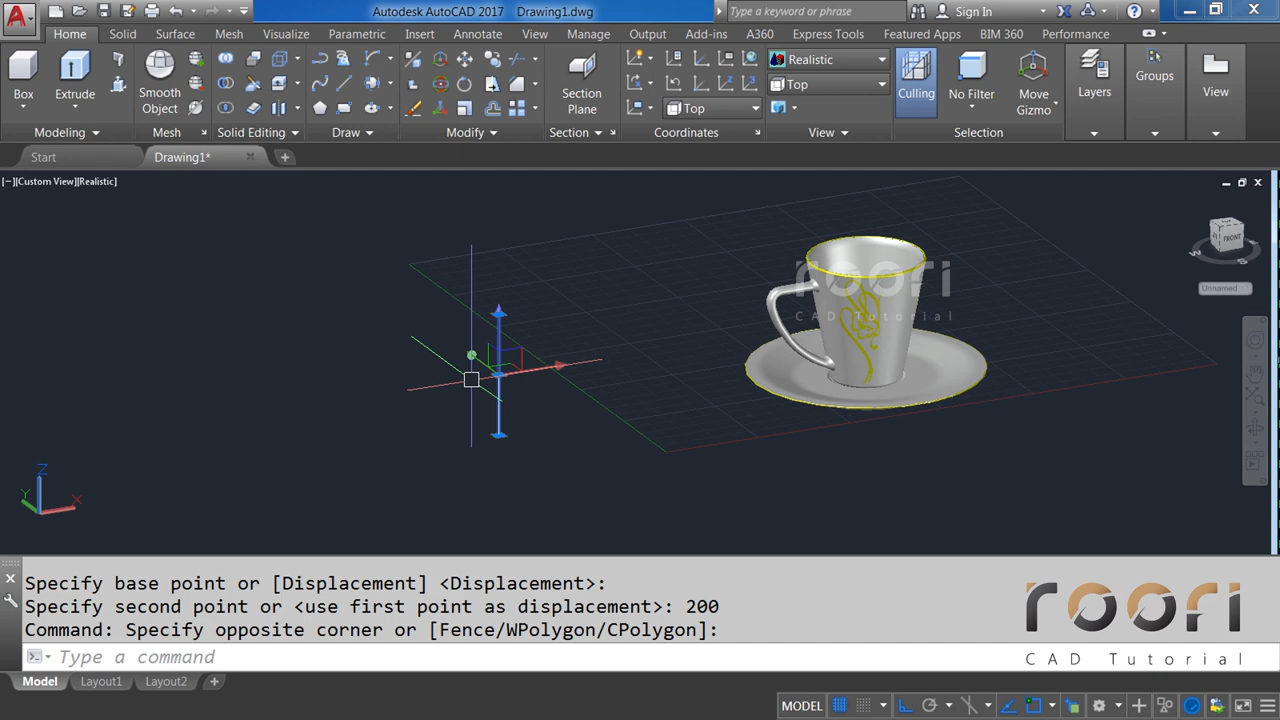 Autodesk AutoCAD 2017 Drawing1.dwg
Type a keyword or phrase
Sign In
Home Solid Surface Mesh Visualize Parametric Insert Annotate View Manage Output Add-ins A360 Express Tools Featured Apps BIM 360 Performance
Box
Extrude
Smooth
Object
Section
Plane
Top
Realistic
Top
Culling
No Filter
Move
Gizmo
Layers
Groups
View
Modeling
Mesh
Solid Editing
Draw
Modify
Section
Coordinates
View
Selection
Start
Drawing1*
[−][Custom View][Realistic]
FRONT
Unnamed
roori
CAD Tutorial
X
Y
Z
Specify base point or [Displacement] <Displacement>:
Specify second point or <use first point as displacement>: 200
Command: Specify opposite corner or [Fence/WPolygon/CPolygon]:
Type a command
roori
CAD Tutorial
Model Layout1 Layout2
MODEL